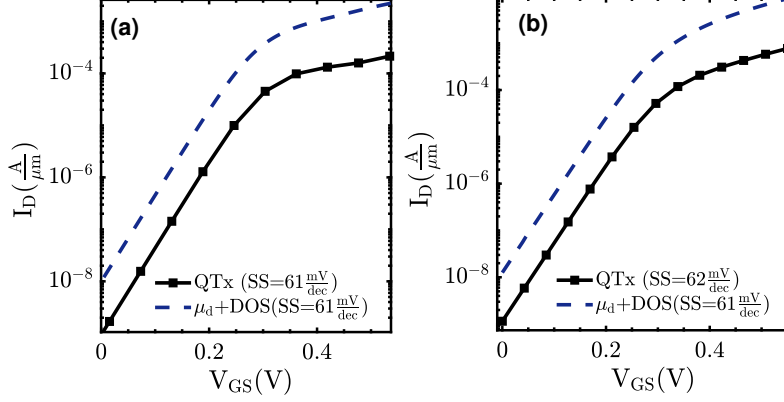 (a)
I_D(A/μm)
10^−4
10^−6
10^−8
QTx (SS=61 mV/dec)
μ_d+DOS(SS=61 mV/dec)
0 0.2 0.4
V_GS(V)
(b)
I_D(A/μm)
10^−4
10^−6
10^−8
QTx (SS=62 mV/dec)
μ_d+DOS(SS=61 mV/dec)
0 0.2 0.4
V_GS(V)